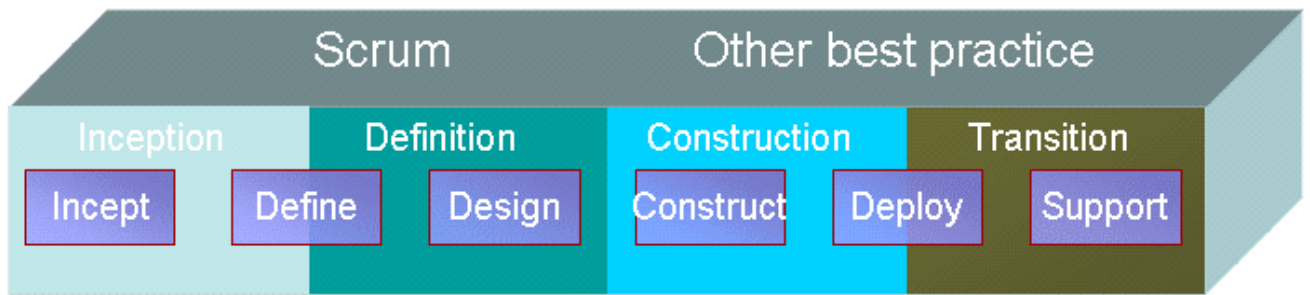 Scrum Other best practice
Inception Definition Construction Transition
Incept Define Design Construct Deploy Support